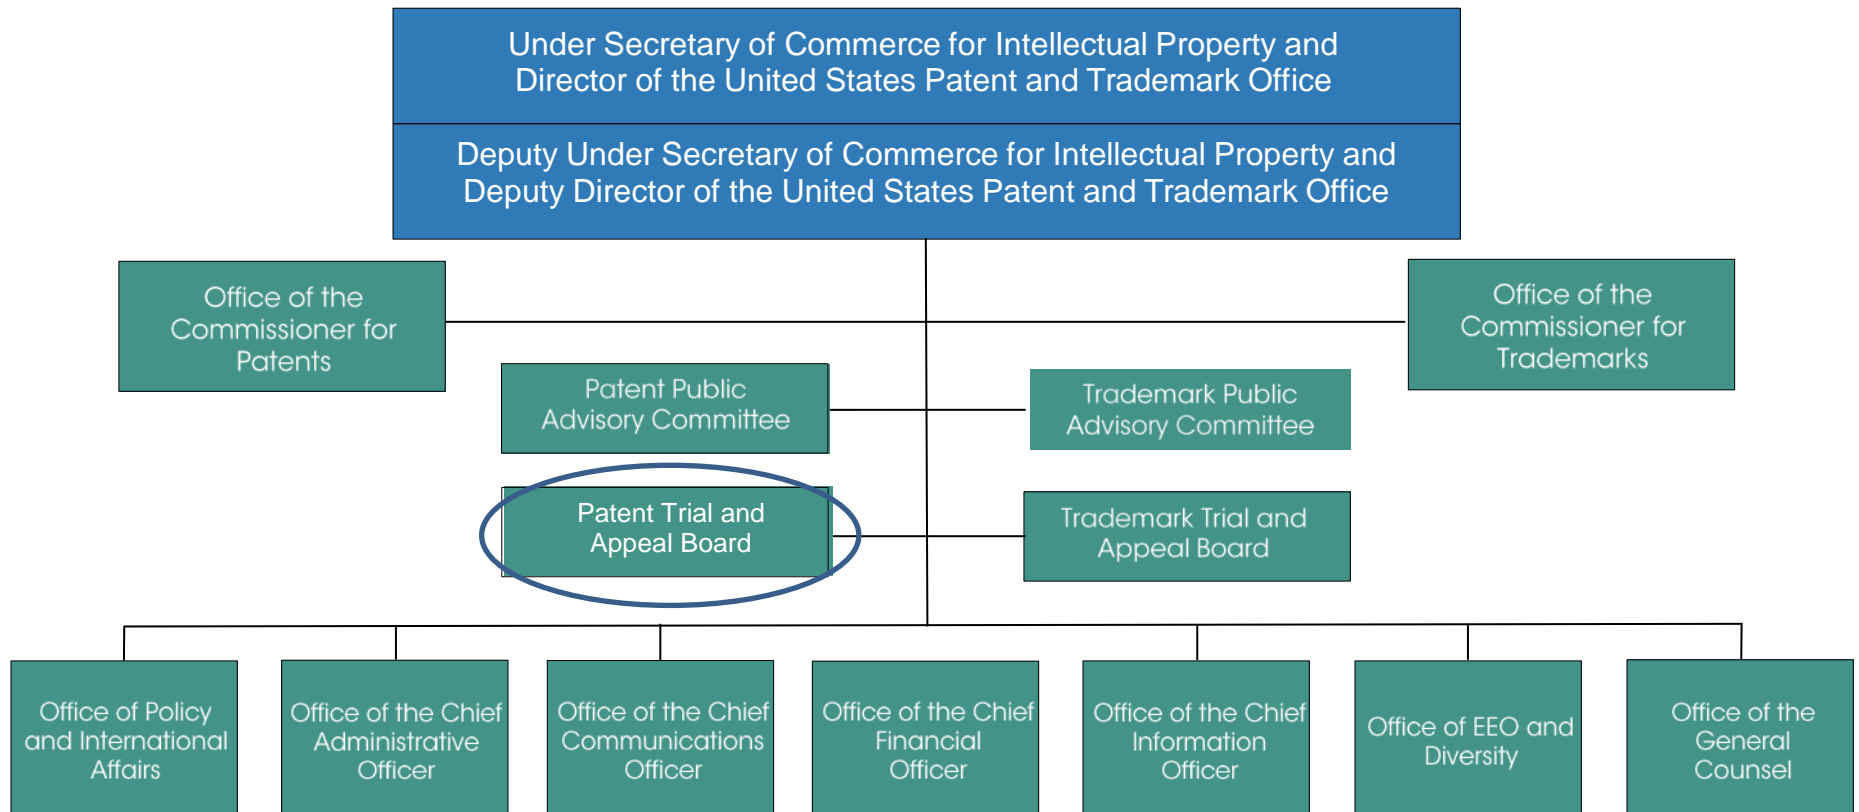 Under Secretary of Commerce for Intellectual Property and
Director of the United States Patent and Trademark Office
Deputy Under Secretary of Commerce for Intellectual Property and
Deputy Director of the United States Patent and Trademark Office
Office of the
Commissioner for
Patents
Office of the
Commissioner for
Trademarks
Patent Public
Advisory Committee
Trademark Public
Advisory Committee
Patent Trial and
Appeal Board
Trademark Trial and
Appeal Board
Office of Policy
and International
Affairs
Office of the Chief
Administrative
Officer
Office of the Chief
Communications
Officer
Office of the Chief
Financial
Officer
Office of the Chief
Information
Officer
Office of EEO and
Diversity
Office of the
General
Counsel